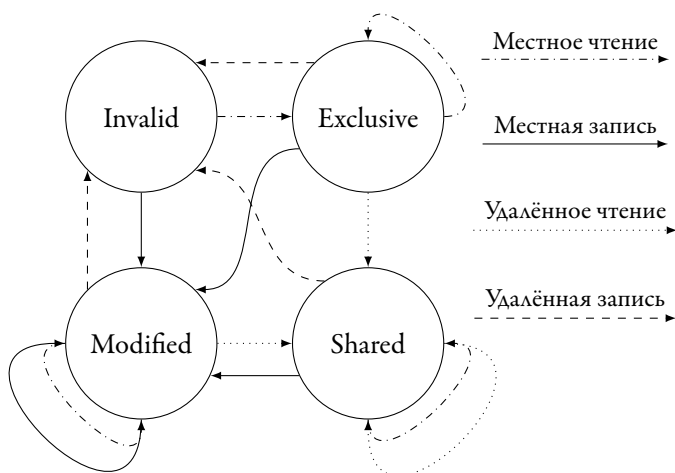 Invalid
Exclusive
Modified
Shared
Местное чтение
Местная запись
Удалённое чтение
Удалённая запись